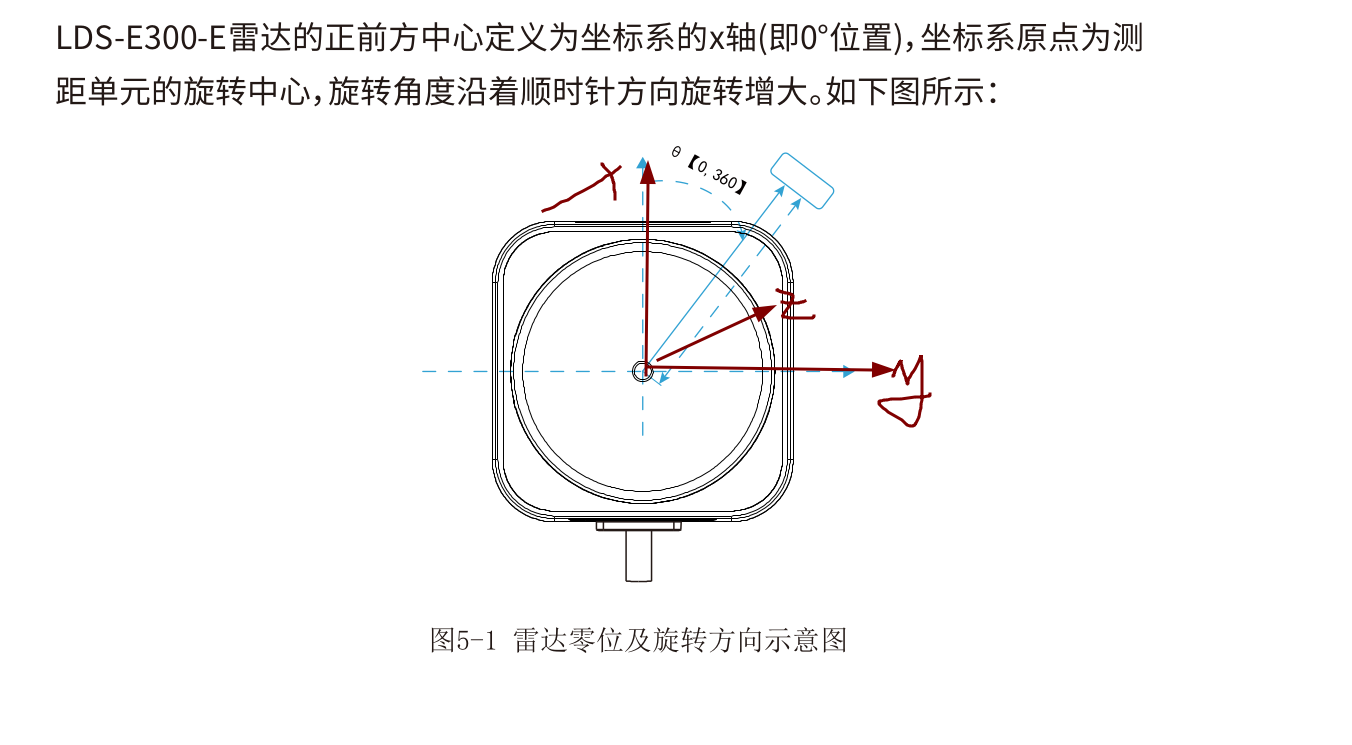 LDS-E300-E雷达的正前方中心定义为坐标系的x轴(即0°位置)，坐标系原点为测
距单元的旋转中心，旋转角度沿着顺时针方向旋转增大。如下图所示：
θ【0,360】
X
Z
y
图5-1 雷达零位及旋转方向示意图